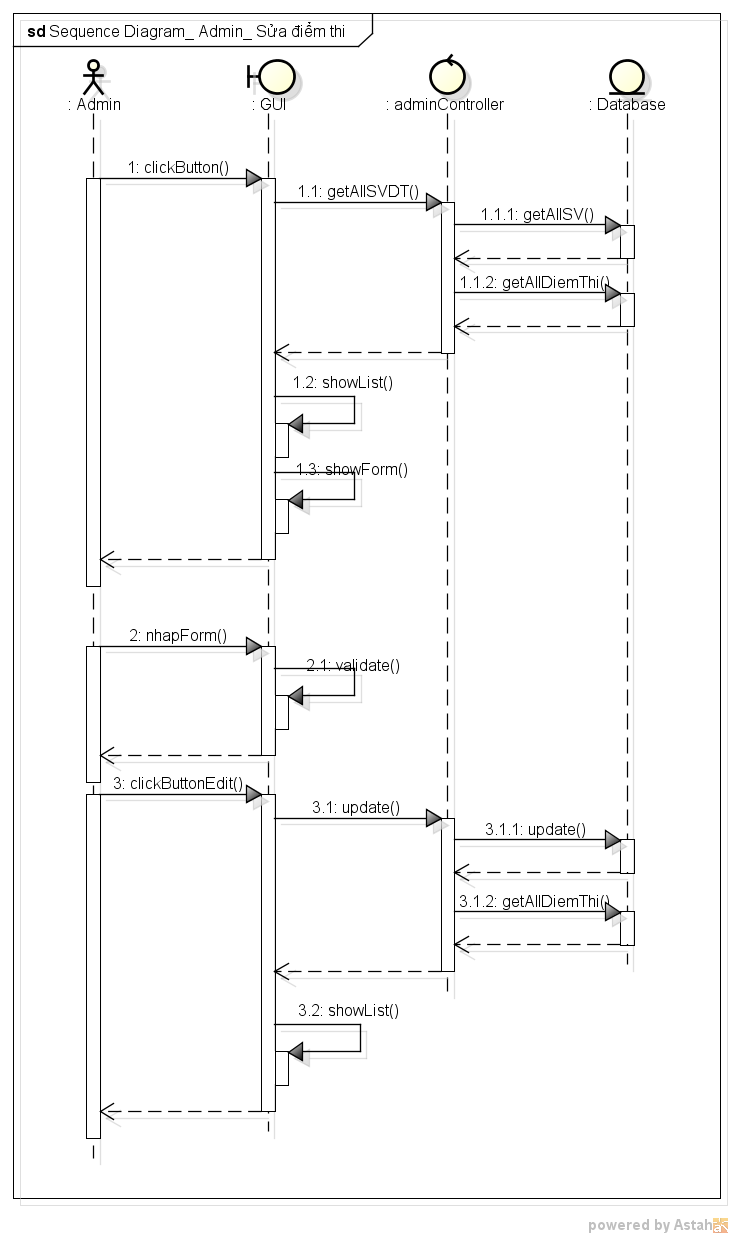 sd Sequence Diagram_ Admin_ Sửa điểm thi
: Admin
: GUI
: adminController
: Database
1: clickButton()
1.1: getAllSVDT()
1.1.1: getAllSV()
1.1.2: getAllDiemThi()
1.2: showList()
1.3: showForm()
2: nhapForm()
2.1: validate()
3: clickButtonEdit()
3.1: update()
3.1.1: update()
3.1.2: getAllDiemThi()
3.2: showList()
powered by Astah